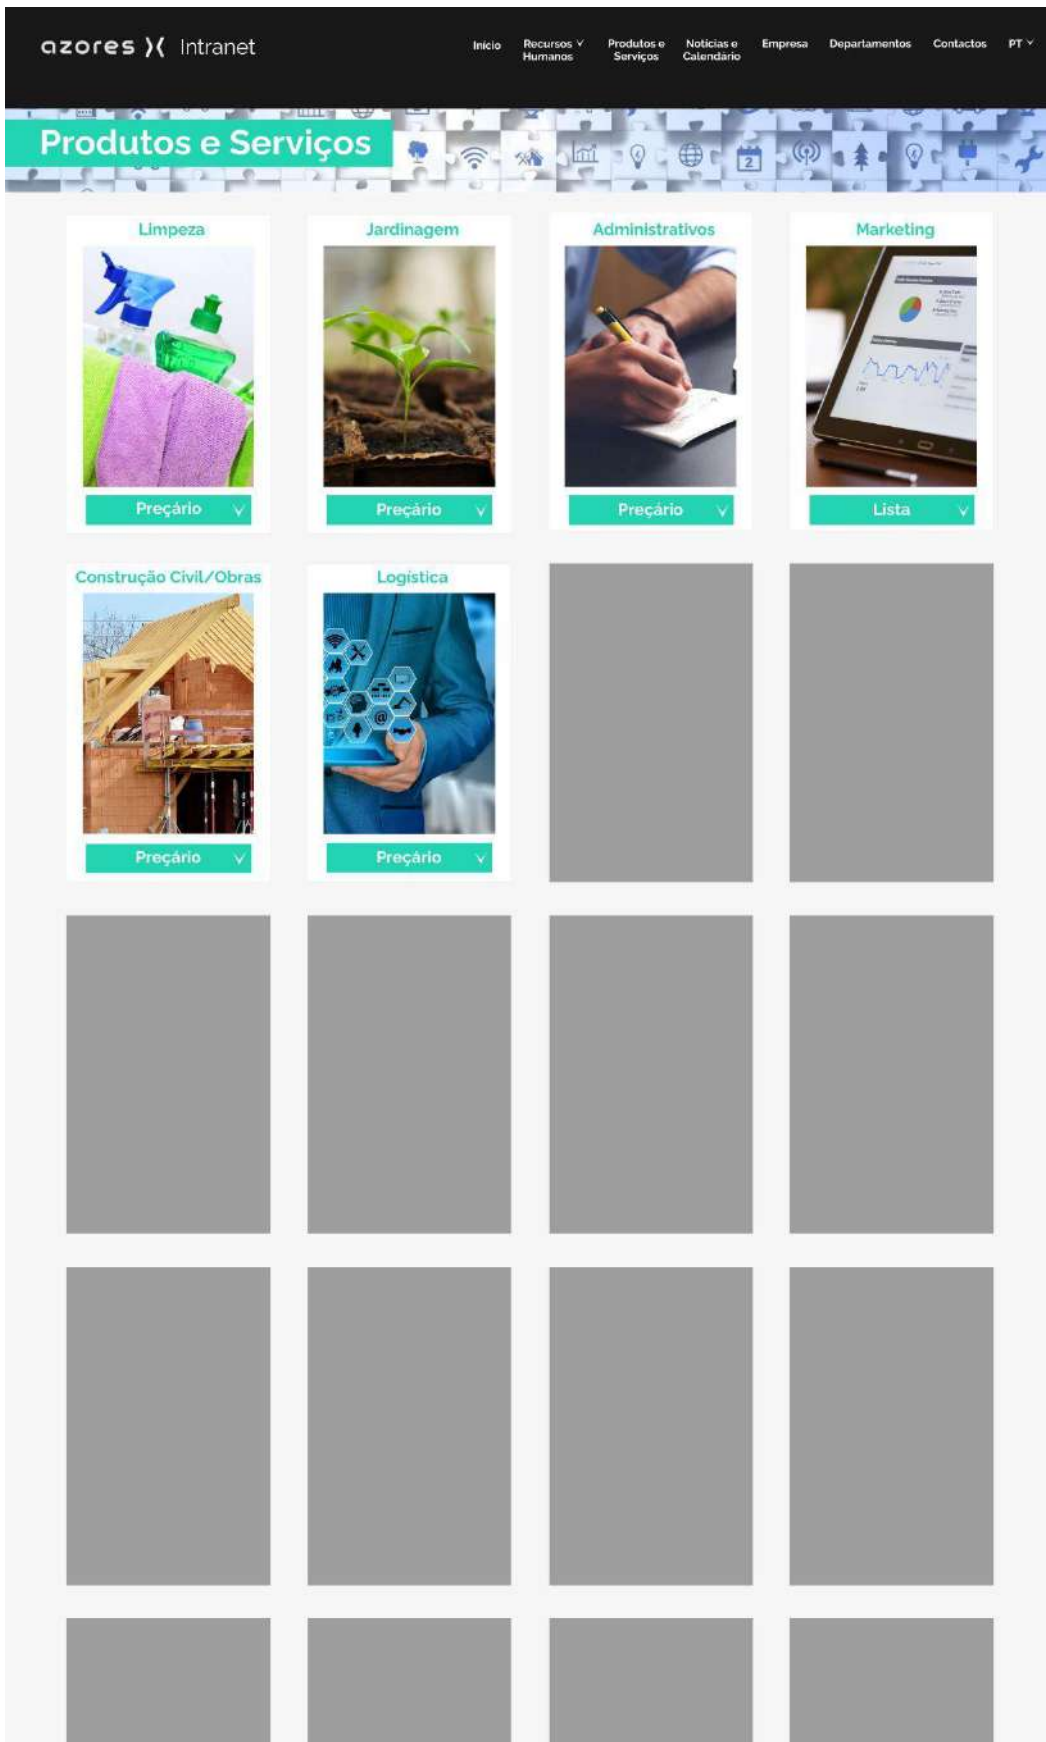 azores Intranet
Início
Recursos Humanos
Produtos e Serviços
Notícias e Calendário
Empresa
Departamentos
Contactos
PT
Produtos e Serviços
Limpeza
Jardinagem
Administrativos
Marketing
Preçário
Preçário
Preçário
Lista
Construção Civil/Obras
Logística
Preçário
Preçário